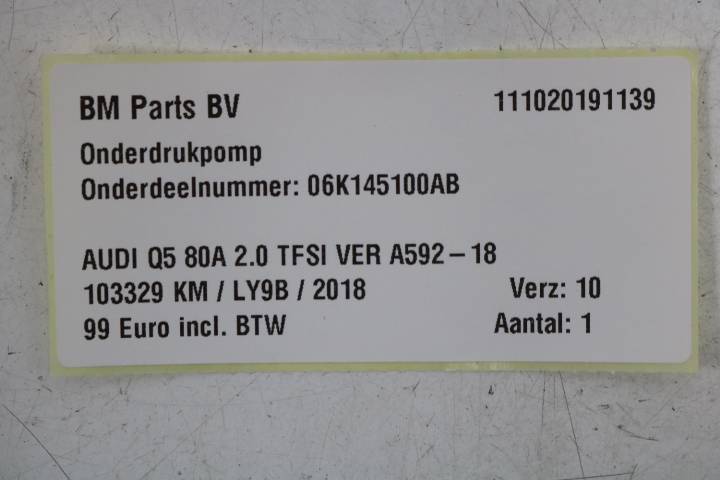 BM Parts BV 111020191139
Onderdrukpomp
Onderdeelnummer: 06K145100AB
AUDI Q5 80A 2.0 TFSI VER A592-18
103329 KM / LY9B / 2018 Verz: 10
99 Euro incl. BTW Aantal: 1